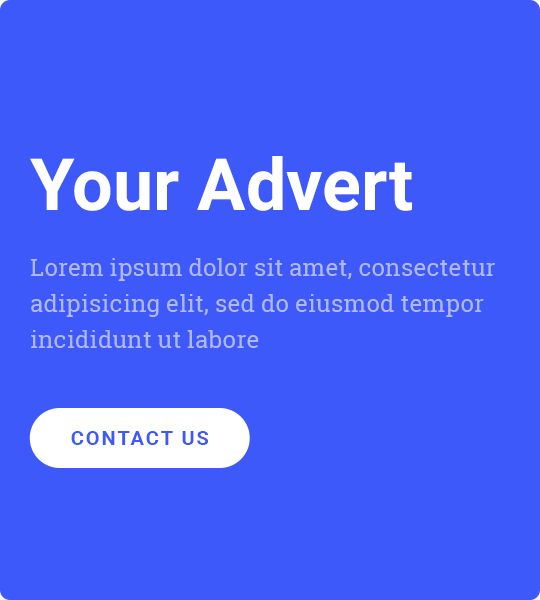 Your Advert
Lorem ipsum dolor sit amet, consectetur
adipisicing elit, sed do eiusmod tempor
incididunt ut labore
CONTACT US